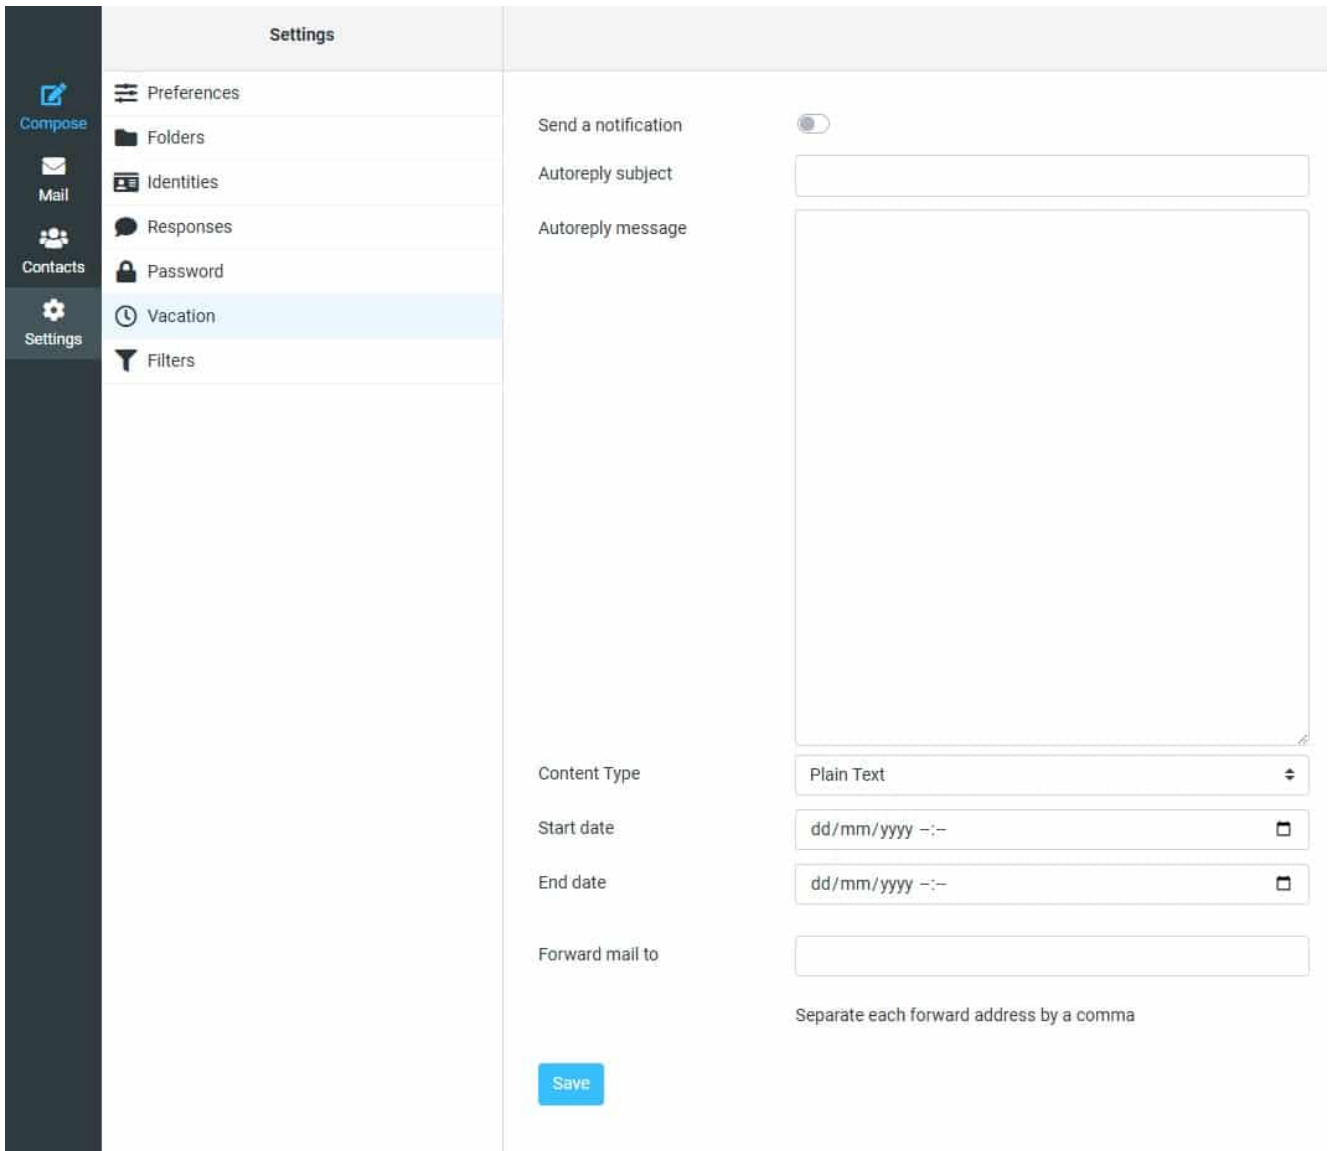 Compose
Mail
Contacts
Settings
Settings
Preferences
Folders
Identities
Responses
Password
Vacation
Filters
Send a notification
Autoreply subject
Autoreply message
Content Type
Plain Text
Start date
dd/mm/yyyy --:--
End date
dd/mm/yyyy --:--
Forward mail to
Separate each forward address by a comma
Save